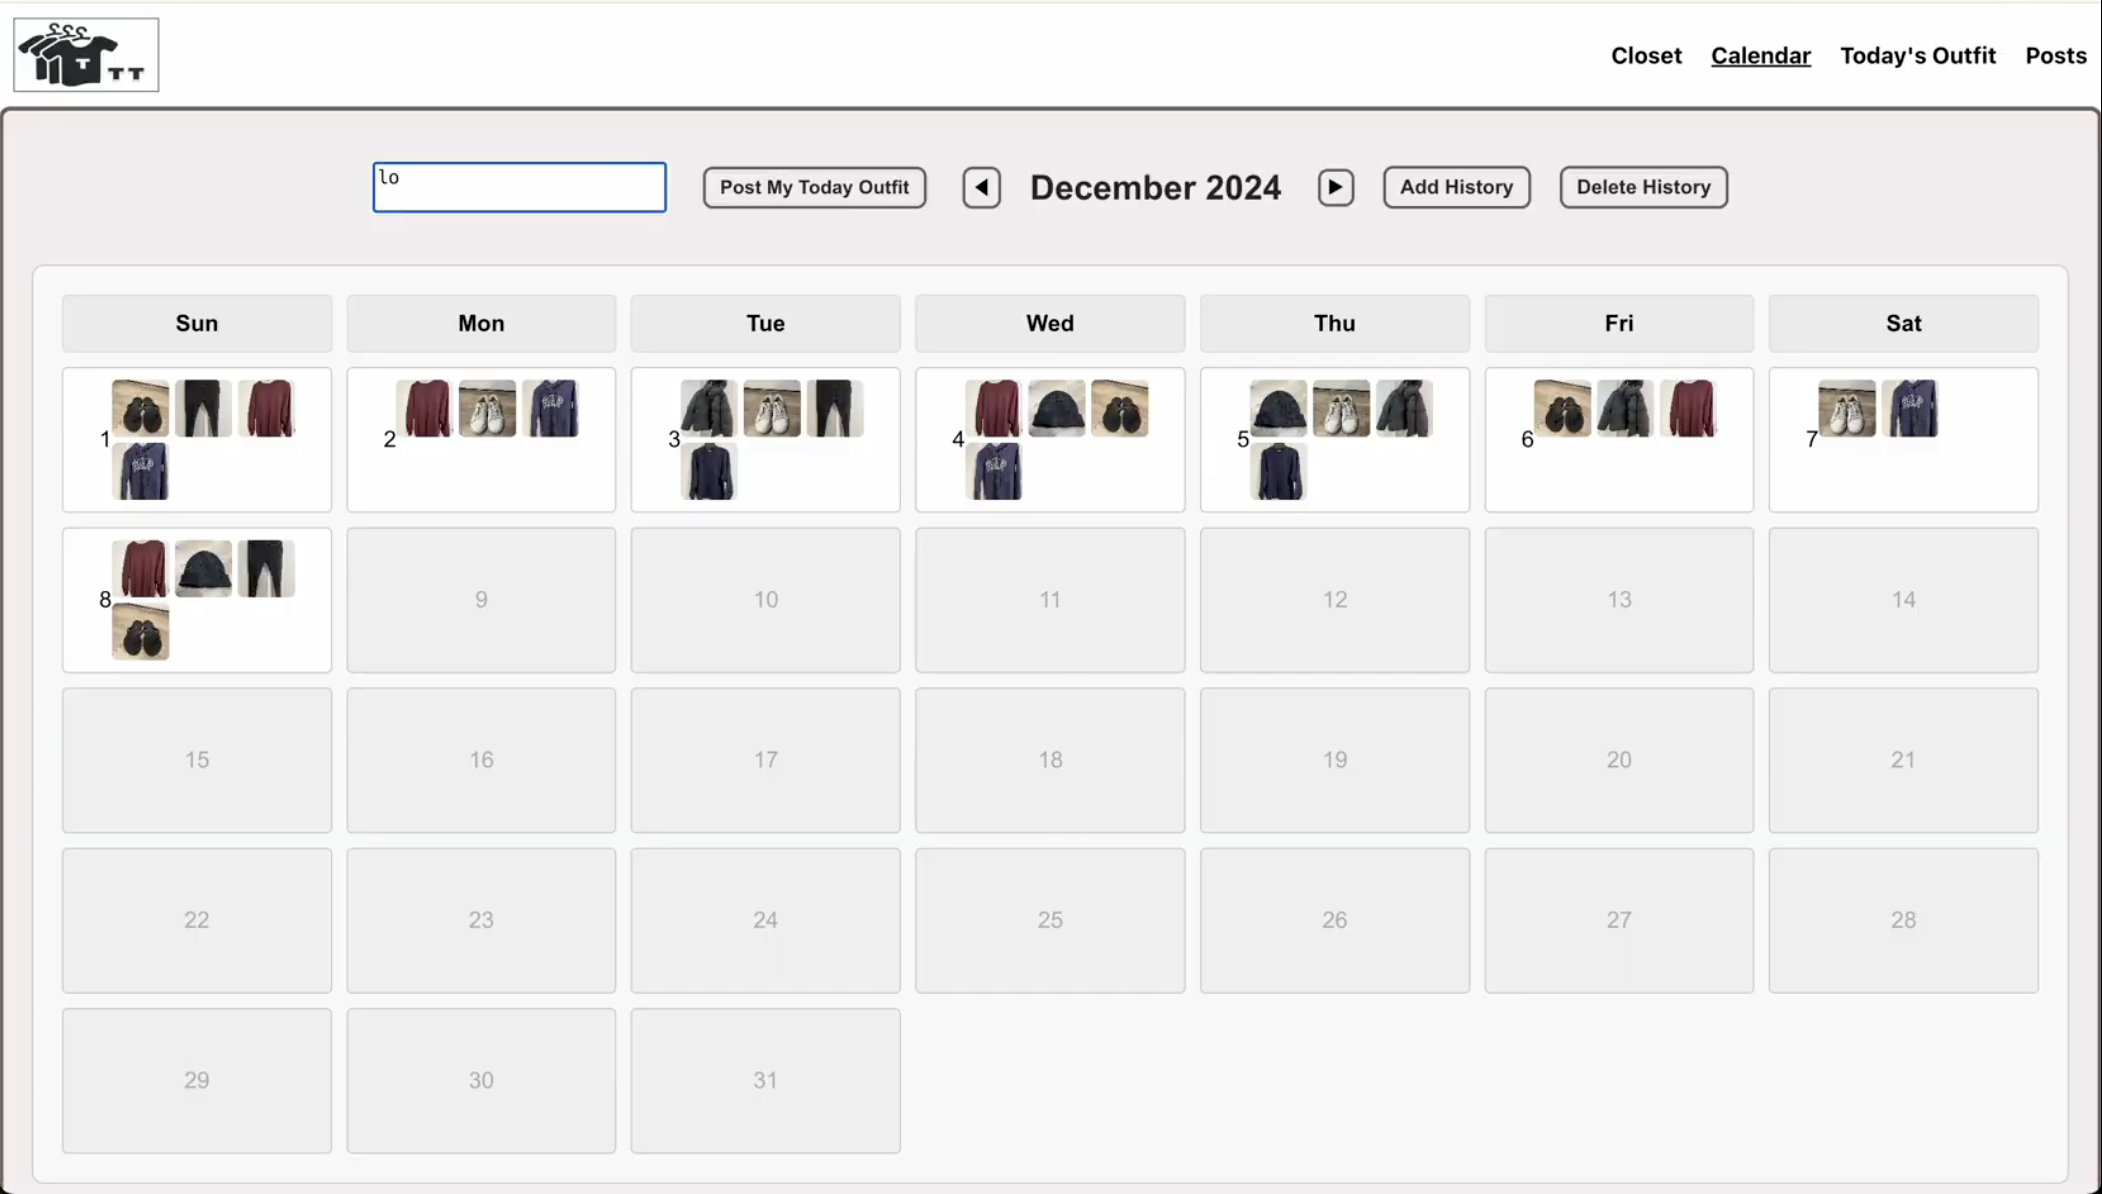 T
TT
Closet Calendar Today's Outfit Posts
lo
Post My Today Outfit ◀ December 2024 ▶ Add History Delete History
Sun Mon Tue Wed Thu Fri Sat
1 2 3 4 5 6 7
8 9 10 11 12 13 14
15 16 17 18 19 20 21
22 23 24 25 26 27 28
29 30 31